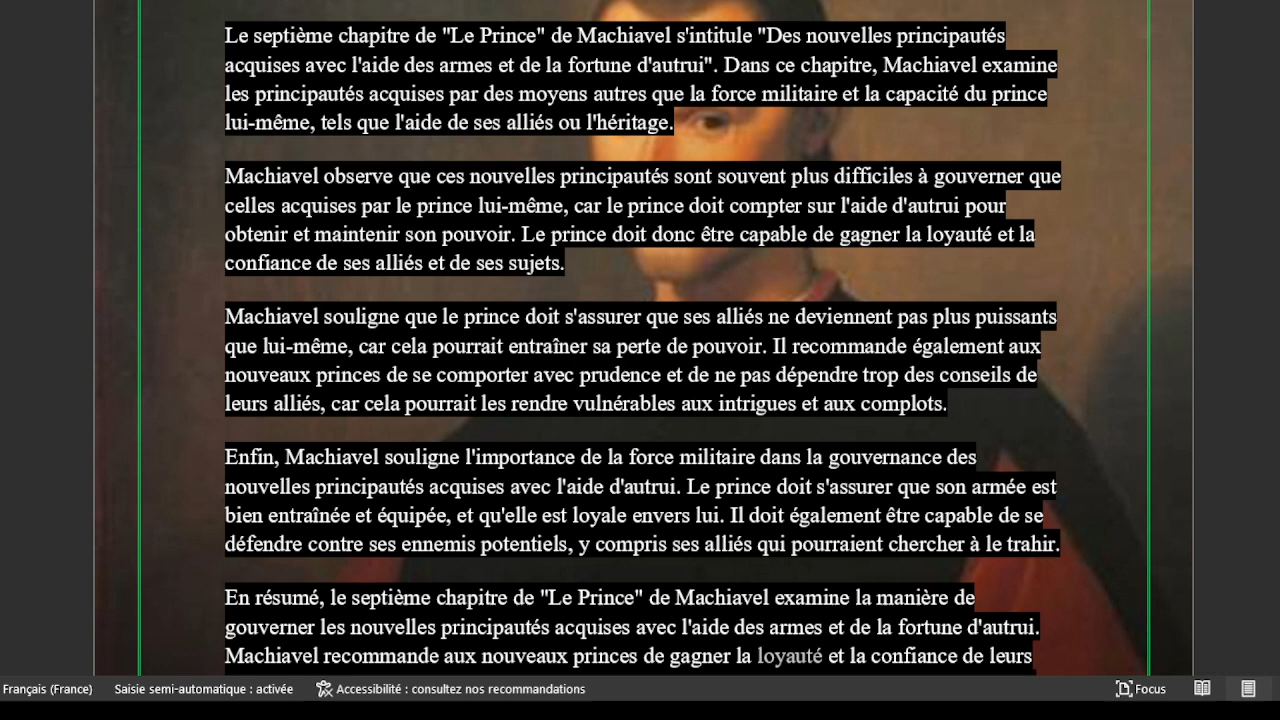 Le septième chapitre de "Le Prince" de Machiavel s'intitule "Des nouvelles principautés
acquises avec l'aide des armes et de la fortune d'autrui". Dans ce chapitre, Machiavel examine
les principautés acquises par des moyens autres que la force militaire et la capacité du prince
lui-même, tels que l'aide de ses alliés ou l'héritage.
Machiavel observe que ces nouvelles principautés sont souvent plus difficiles à gouverner que
celles acquises par le prince lui-même, car le prince doit compter sur l'aide d'autrui pour
obtenir et maintenir son pouvoir. Le prince doit donc être capable de gagner la loyauté et la
confiance de ses alliés et de ses sujets.
Machiavel souligne que le prince doit s'assurer que ses alliés ne deviennent pas plus puissants
que lui-même, car cela pourrait entraîner sa perte de pouvoir. Il recommande également aux
nouveaux princes de se comporter avec prudence et de ne pas dépendre trop des conseils de
leurs alliés, car cela pourrait les rendre vulnérables aux intrigues et aux complots.
Enfin, Machiavel souligne l'importance de la force militaire dans la gouvernance des
nouvelles principautés acquises avec l'aide d'autrui. Le prince doit s'assurer que son armée est
bien entraînée et équipée, et qu'elle est loyale envers lui. Il doit également être capable de se
défendre contre ses ennemis potentiels, y compris ses alliés qui pourraient chercher à le trahir.
En résumé, le septième chapitre de "Le Prince" de Machiavel examine la manière de
gouverner les nouvelles principautés acquises avec l'aide des armes et de la fortune d'autrui.
Machiavel recommande aux nouveaux princes de gagner la loyauté et la confiance de leurs
Français (France) Saisie semi-automatique : activée Accessibilité : consultez nos recommandations Focus